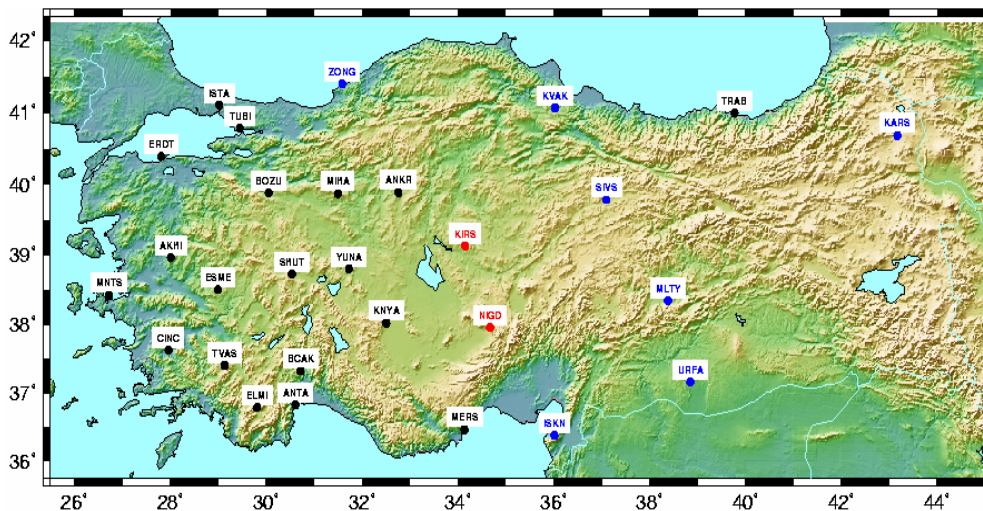 42°
ZONG
ISTA
KVAK
TRAB
41°
TUBI
KARS
ERDT
40°
BOZU
MIHA
ANKR
SIVS
39°
KIRS
AKHI
SHUT
YUNA
ESME
MNTS
MLTY
38°
KNYA
NIGD
CINC
TVAS
BCAK
URFA
37°
ELMI
ANTA
MERS
ISKN
36°
26° 28° 30° 32° 34° 36° 38° 40° 42° 44°